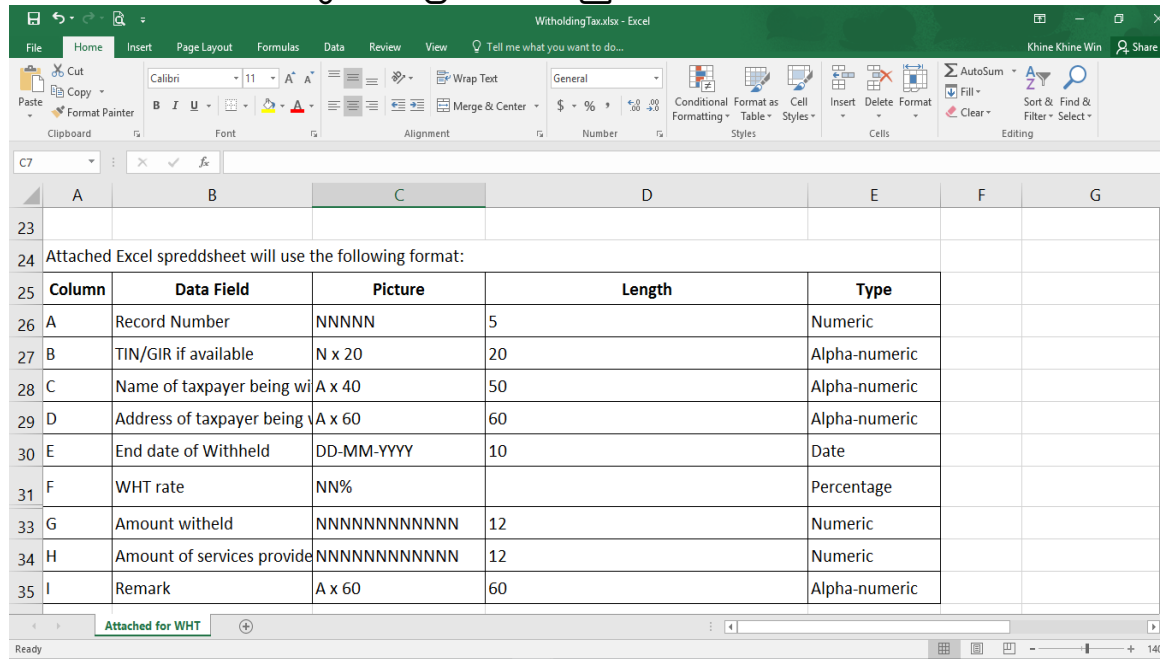 WitholdingTax.xlsx - Excel
File Home Insert Page Layout Formulas Data Review View Tell me what you want to do... Khine Khine Win Share
Paste
Cut
Copy
Format Painter
Clipboard
Calibri 11 A A
B I U A
Font
Wrap Text
Merge & Center
Alignment
General
$ % , .0 .00 .00 .0
Number
Conditional Formatting
Format as Table
Cell Styles
Styles
Insert Delete Format
Cells
AutoSum
Fill
Clear
Sort & Filter
Find & Select
Editing
C7 fx
A B C D E F G
23
24 Attached Excel spreddsheet will use the following format:
25 Column Data Field Picture Length Type
26 A Record Number NNNNN 5 Numeric
27 B TIN/GIR if available N x 20 20 Alpha-numeric
28 C Name of taxpayer being wi A x 40 50 Alpha-numeric
29 D Address of taxpayer being A x 60 60 Alpha-numeric
30 E End date of Withheld DD-MM-YYYY 10 Date
31 F WHT rate NN% Percentage
33 G Amount witheld NNNNNNNNNNNN 12 Numeric
34 H Amount of services provide NNNNNNNNNNNN 12 Numeric
35 I Remark A x 60 60 Alpha-numeric
Attached for WHT
Ready 140